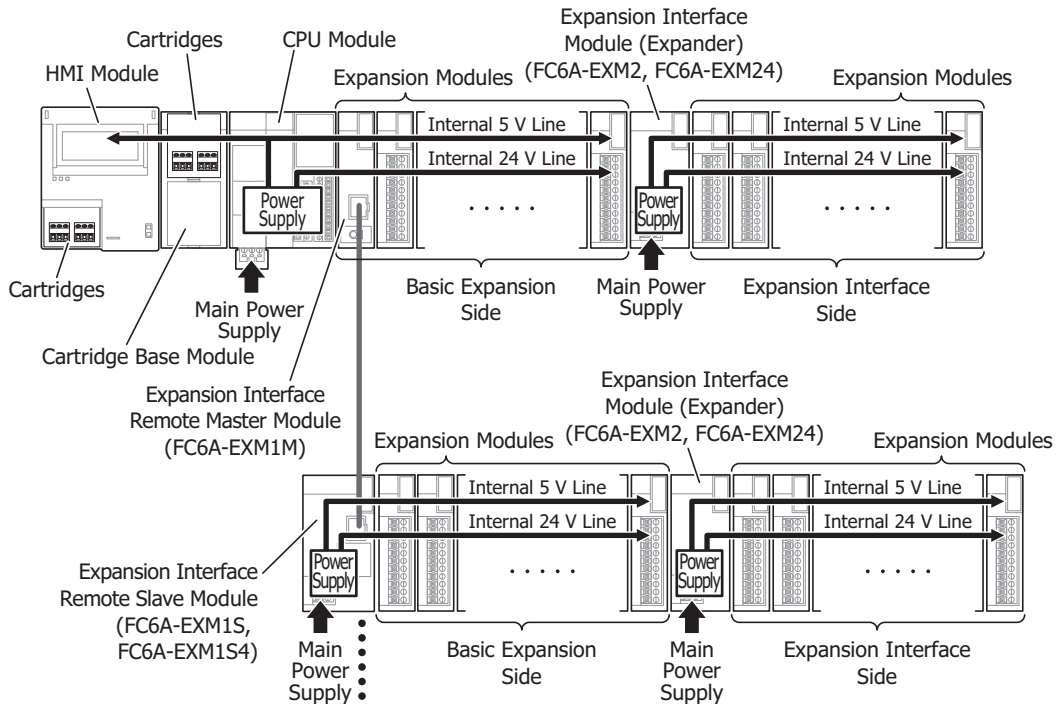 Expansion Interface
Module (Expander)
(FC6A-EXM2, FC6A-EXM24)
Cartridges
CPU Module
HMI Module
Expansion Modules
Expansion Modules
Internal 5 V Line
Internal 5 V Line
Internal 24 V Line
Internal 24 V Line
Power
Supply
Power
Supply
Cartridges
Main Power
Supply
Basic Expansion
Side
Main Power
Supply
Expansion Interface
Side
Cartridge Base Module
Expansion Interface
Remote Master Module
(FC6A-EXM1M)
Expansion Interface
Module (Expander)
(FC6A-EXM2, FC6A-EXM24)
Expansion Modules
Expansion Modules
Internal 5 V Line
Internal 5 V Line
Internal 24 V Line
Internal 24 V Line
Power
Supply
Power
Supply
Expansion Interface
Remote Slave Module
(FC6A-EXM1S,
FC6A-EXM1S4)
Main
Power
Supply
Basic Expansion
Side
Main
Power
Supply
Expansion Interface
Side